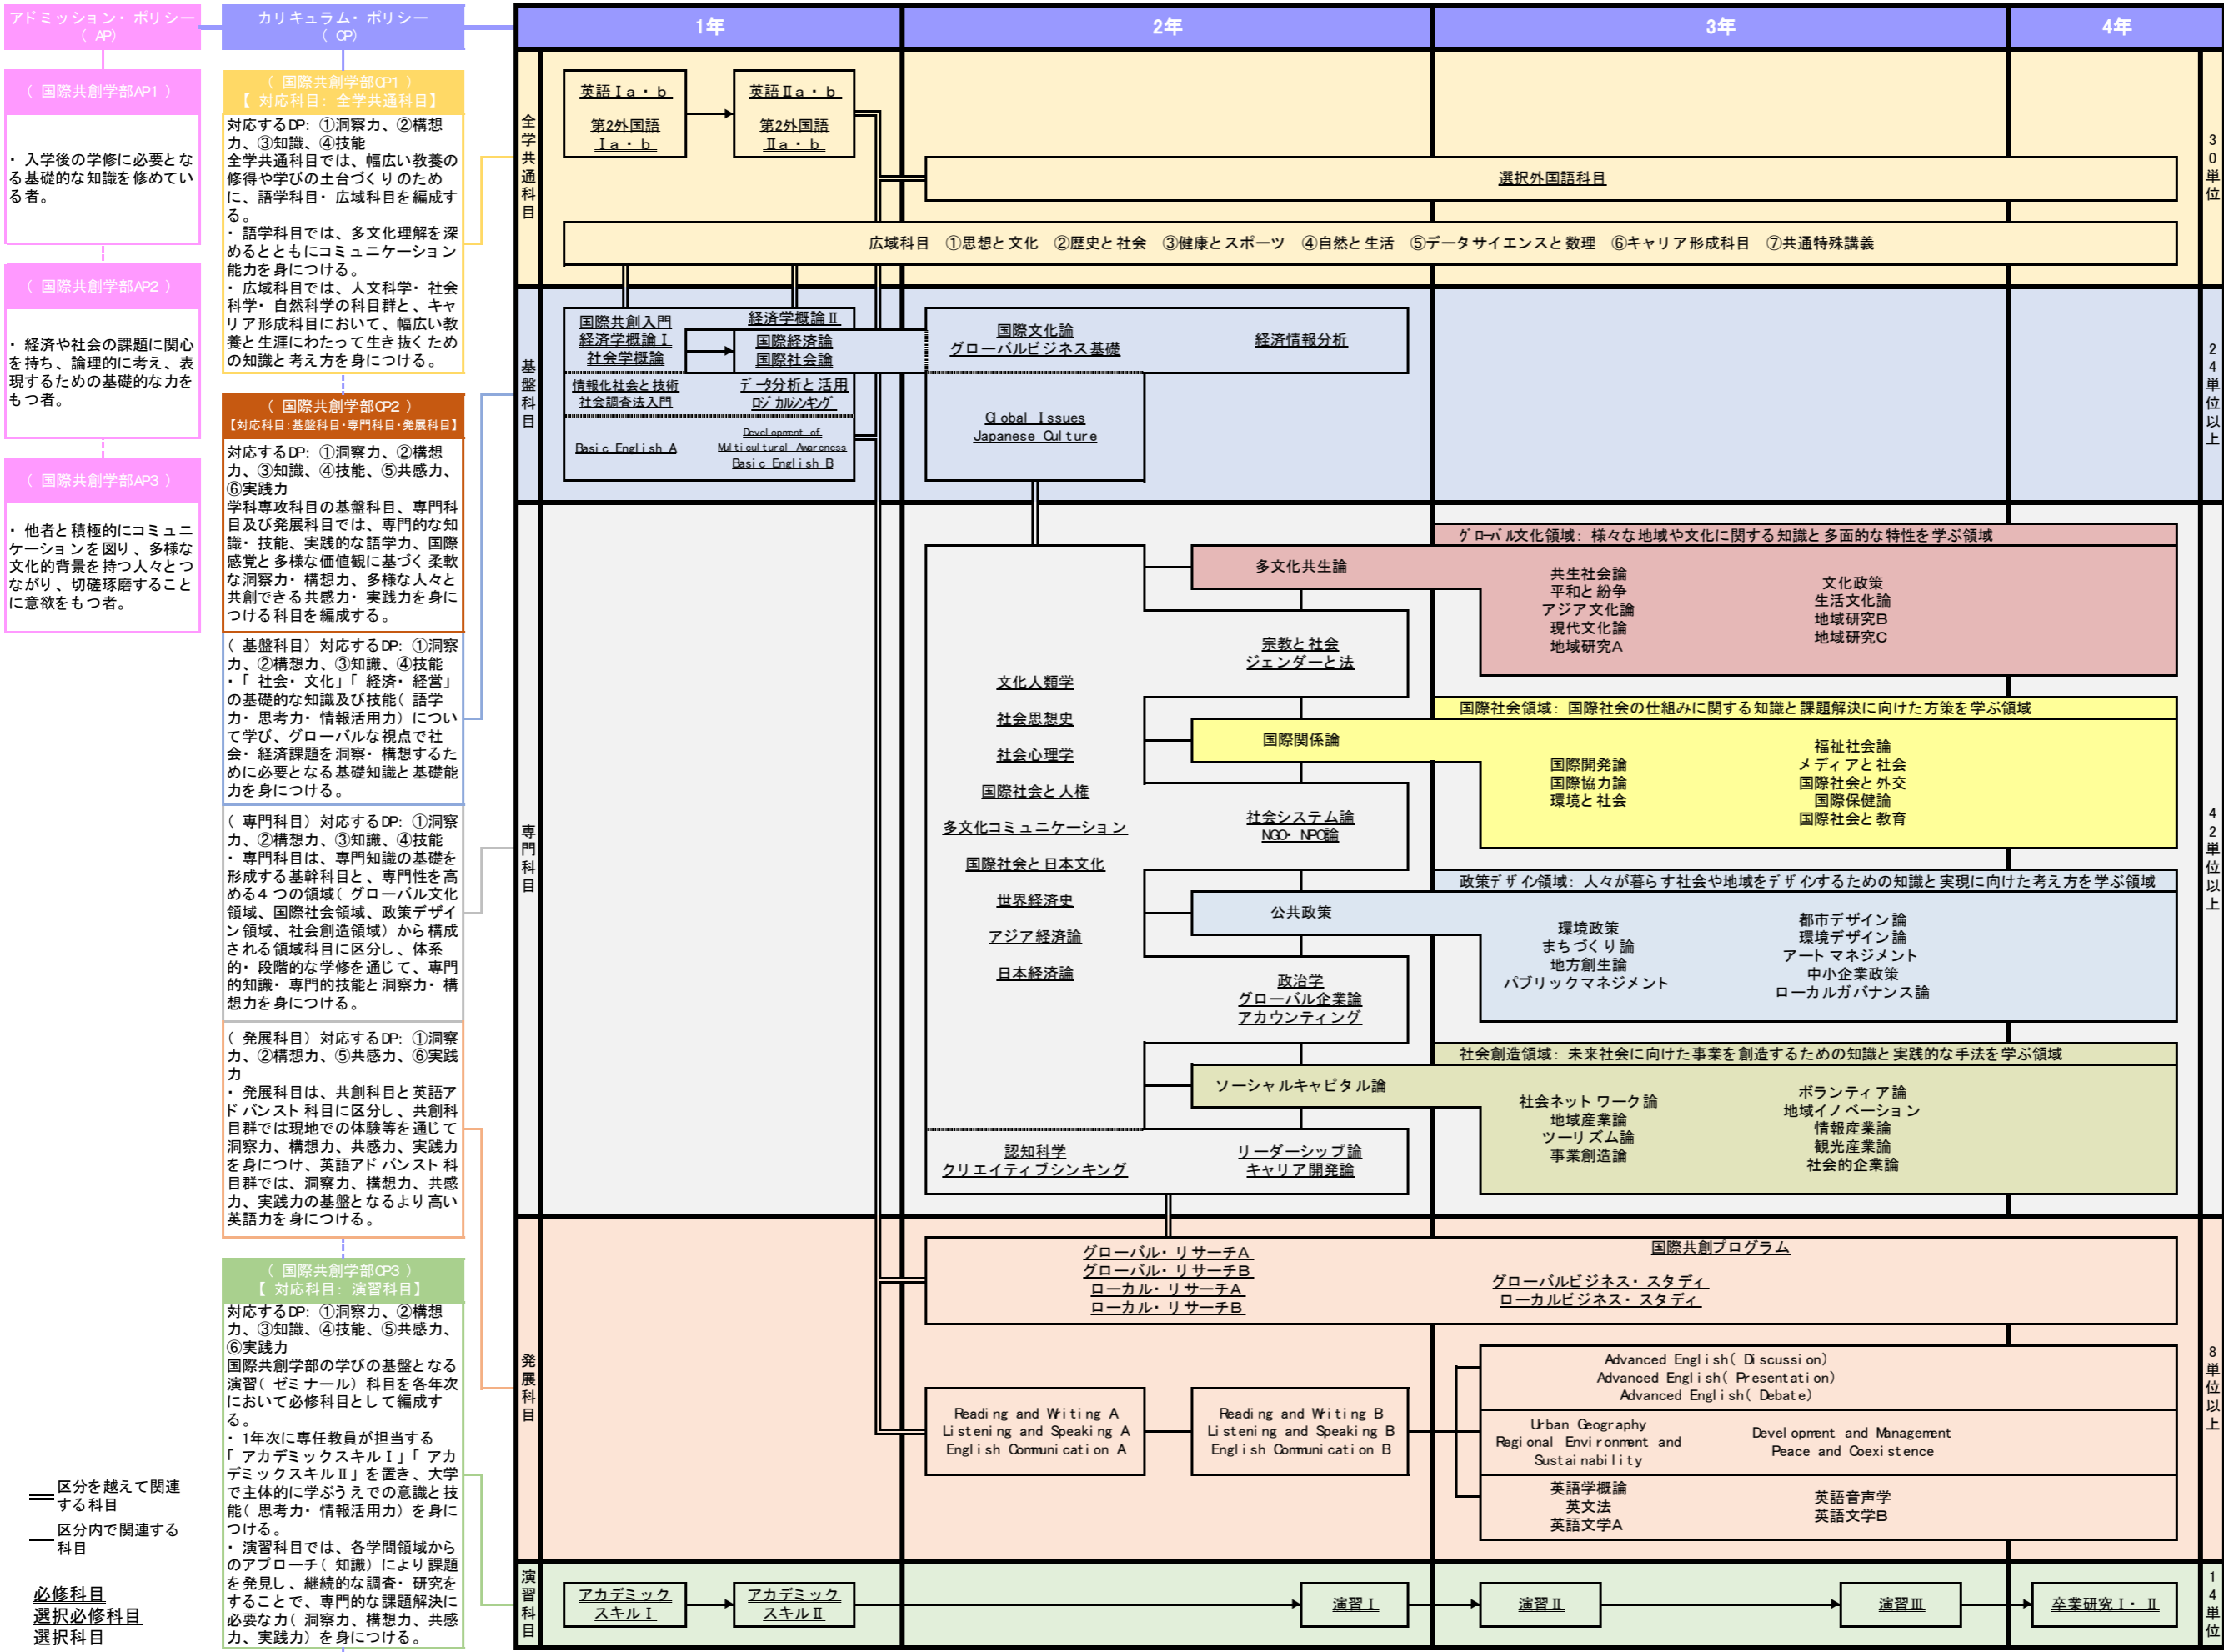 アドミッション・ポリシー
（ AP）
カリキュラム・ポリシー
（ CP）
1年
2年
3年
4年
（ 国際共創学部AP1 ）
・ 入学後の学修に必要とな
る基礎的な知識を修めてい
る者。
（ 国際共創学部AP2 ）
・ 経済や社会の課題に関心
を持ち、論理的に考え、表
現するための基礎的な力を
もつ者。
（ 国際共創学部AP3 ）
・ 他者と積極的にコミュニ
ケーションを図り、多様な
文化的背景を持つ人々とつ
ながり、切磋琢磨すること
に意欲をもつ者。
（ 国際共創学部CP1 ）
【 対応科目： 全学共通科目】
対応するDP： ①洞察力、②構想
力、③知識、④技能
全学共通科目では、幅広い教養の
修得や学びの土台づくりのため
に、語学科目・広域科目を編成す
る。
・ 語学科目では、多文化理解を深
めるとともにコミュニケーション
能力を身につける。
・ 広域科目では、人文科学・ 社会
科学・ 自然科学の科目群と、キャ
リア形成科目において、幅広い教
養と生涯にわたって生き抜くため
の知識と考え方を身につける。
（ 国際共創学部CP2 ）
【対応科目：基盤科目・専門科目・発展科目】
対応するDP： ①洞察力、②構想
力、③知識、④技能、⑤共感力、
⑥実践力
学科専攻科目の基盤科目、専門科
目及び発展科目では、専門的な知
識・ 技能、実践的な語学力、国際
感覚と多様な価値観に基づく柔軟
な洞察力・ 構想力、多様な人々と
共創できる共感力・ 実践力を身に
つける科目を編成する。
（ 基盤科目）対応するDP： ①洞察
力、②構想力、③知識、④技能
・「 社会・ 文化」「 経済・ 経営」
の基礎的な知識及び技能（ 語学
力・ 思考力・ 情報活用力）につい
て学び、グローバルな視点で社
会・ 経済課題を洞察・ 構想するた
めに必要となる基礎知識と基礎能
力を身につける。
（ 専門科目）対応するDP： ①洞察
力、②構想力、③知識、④技能
・ 専門科目は、専門知識の基礎を
形成する基幹科目と、専門性を高
める4 つの領域（ グローバル文化
領域、国際社会領域、政策デザイ
ン領域、社会創造領域）から構成
される領域科目に区分し、体系
的・ 段階的な学修を通じて、専門
的知識・ 専門的技能と洞察力・ 構
想力を身につける。
（ 発展科目）対応するDP： ①洞察
力、②構想力、⑤共感力、⑥実践
力
・ 発展科目は、共創科目と英語ア
ドバンスト科目に区分し、共創科
目群では現地での体験等を通じて
洞察力、構想力、共感力、実践力
を身につけ、英語アドバンスト科
目群では、洞察力、構想力、共感
力、実践力の基盤となるより高い
英語力を身につける。
（ 国際共創学部CP3 ）
【 対応科目： 演習科目】
対応するDP： ①洞察力、②構想
力、③知識、④技能、⑤共感力、
⑥実践力
国際共創学部の学びの基盤となる
演習（ ゼミナール）科目を各年次
において必修科目として編成す
る。
・ 1年次に専任教員が担当する
「 アカデミックスキルⅠ」「 アカ
デミックスキルⅡ」を置き、大学
で主体的に学ぶうえでの意識と技
能（ 思考力・ 情報活用力）を身に
つける。
・ 演習科目では、各学問領域から
のアプローチ（ 知識）により課題
を発見し、継続的な調査・ 研究を
することで、専門的な課題解決に
必要な力（ 洞察力、構想力、共感
力、実践力）を身につける。
区分を越えて関連
する科目
区分内で関連する
科目
必修科目
選択必修科目
選択科目
全学共通科目
英語Ⅰa・b
第2外国語
Ⅰa・b
英語Ⅱa・b
第2外国語
Ⅱa・b
選択外国語科目
広域科目 ①思想と文化 ②歴史と社会 ③健康とスポーツ ④自然と生活 ⑤データサイエンスと数理 ⑥キャリア形成科目 ⑦共通特殊講義
30単位
基盤科目
国際共創入門
経済学概論Ⅰ
社会学概論
経済学概論Ⅱ
国際経済論
国際社会論
情報化社会と技術
社会調査法入門
データ分析と活用
ロジカルシンキング
Basic English A
Development of
Multicultural Awareness
Basic English B
国際文化論
グローバルビジネス基礎
経済情報分析
Global Issues
Japanese Culture
24単位以上
専門科目
文化人類学
社会思想史
社会心理学
国際社会と人権
多文化コミュニケーション
国際社会と日本文化
世界経済史
アジア経済論
日本経済論
認知科学
クリエイティブシンキング
多文化共生論
宗教と社会
ジェンダーと法
国際関係論
社会システム論
NGO・ NPO論
公共政策
政治学
グローバル企業論
アカウンティング
ソーシャルキャピタル論
リーダーシップ論
キャリア開発論
グローバル文化領域： 様々な地域や文化に関する知識と多面的な特性を学ぶ領域
共生社会論
平和と紛争
アジア文化論
現代文化論
地域研究A
文化政策
生活文化論
地域研究B
地域研究C
国際社会領域： 国際社会の仕組みに関する知識と課題解決に向けた方策を学ぶ領域
国際開発論
国際協力論
環境と社会
福祉社会論
メディアと社会
国際社会と外交
国際保健論
国際社会と教育
政策デザイン領域： 人々が暮らす社会や地域をデザインするための知識と実現に向けた考え方を学ぶ領域
環境政策
まちづくり論
地方創生論
パブリックマネジメント
都市デザイン論
環境デザイン論
アートマネジメント
中小企業政策
ローカルガバナンス論
社会創造領域： 未来社会に向けた事業を創造するための知識と実践的な手法を学ぶ領域
社会ネットワーク論
地域産業論
ツーリズム論
事業創造論
ボランティア論
地域イノベーション
情報産業論
観光産業論
社会的企業論
42単位以上
発展科目
グローバル・リサーチA
グローバル・リサーチB
ローカル・リサーチA
ローカル・リサーチB
国際共創プログラム
グローバルビジネス・スタディ
ローカルビジネス・スタディ
Reading and Writing A
Listening and Speaking A
English Communication A
Reading and Writing B
Listening and Speaking B
English Communication B
Advanced English( Discussion)
Advanced English( Presentation)
Advanced English( Debate)
Urban Geography
Regional Environment and
Sustainability
Development and Management
Peace and Coexistence
英語学概論
英文法
英語文学A
英語音声学
英語文学B
8単位以上
演習科目
アカデミック
スキルⅠ
アカデミック
スキルⅡ
演習Ⅰ
演習Ⅱ
演習Ⅲ
卒業研究Ⅰ・Ⅱ
14単位